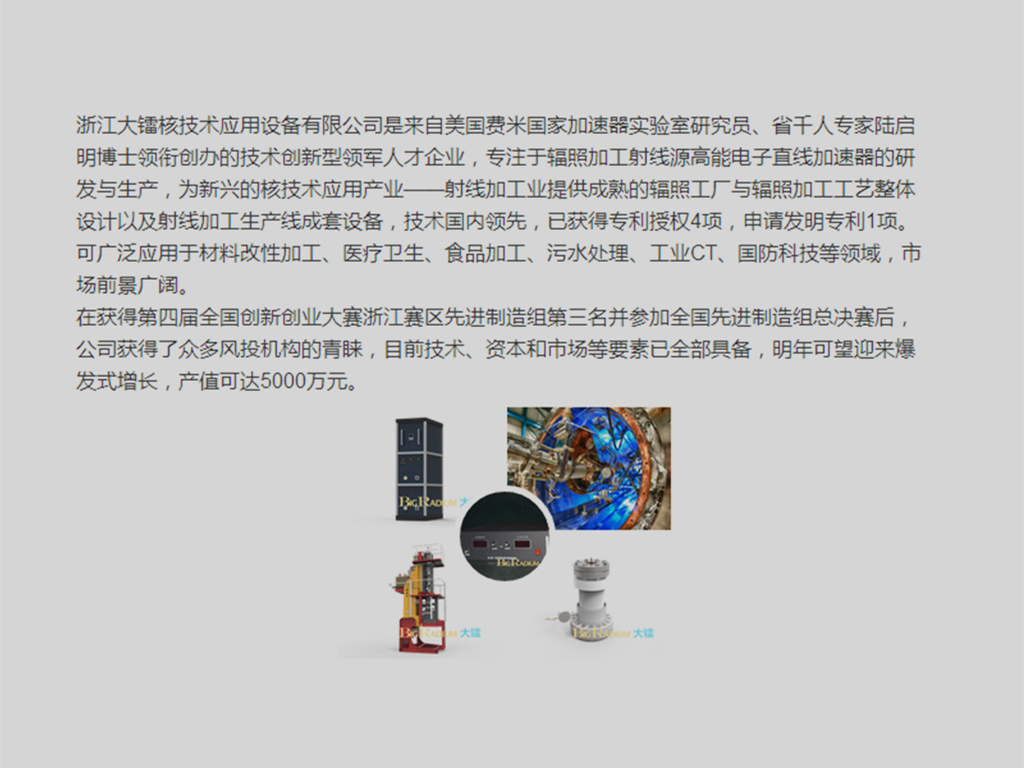 浙江大镭核技术应用设备有限公司是来自美国费米国家加速器实验室研究员、省千人专家陆启
明博士领衔创办的技术创新型领军人才企业，专注于辐照加工射线源高能电子直线加速器的研
发与生产，为新兴的核技术应用产业——射线加工业提供成熟的辐照工厂与辐照加工工艺整体
设计以及射线加工生产线成套设备，技术国内领先，已获得专利授权4项，申请发明专利1项。
可广泛应用于材料改性加工、医疗卫生、食品加工、污水处理、工业CT、国防科技等领域，市
场前景广阔。
在获得第四届全国创新创业大赛浙江赛区先进制造组第三名并参加全国先进制造组总决赛后，
公司获得了众多风投机构的青睐，目前技术、资本和市场等要素已全部具备，明年可望迎来爆
发式增长，产值可达5000万元。
BIGRADIUM 大
BIGRADIUM
BIGRADIUM 大镭
BIGRADIUM 大镭